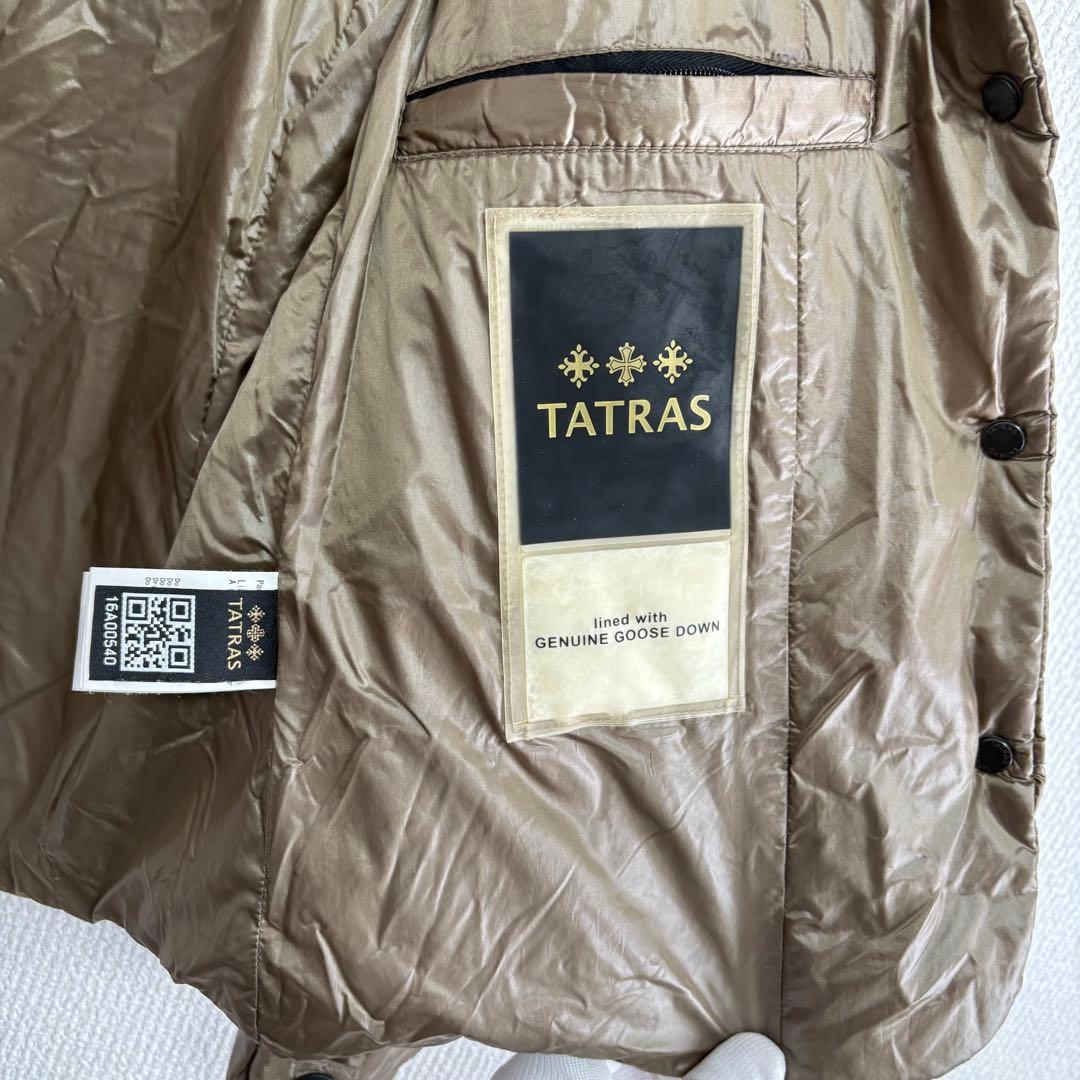 TATRAS
lined with
GENUINE GOOSE DOWN
TATRAS
16A00540